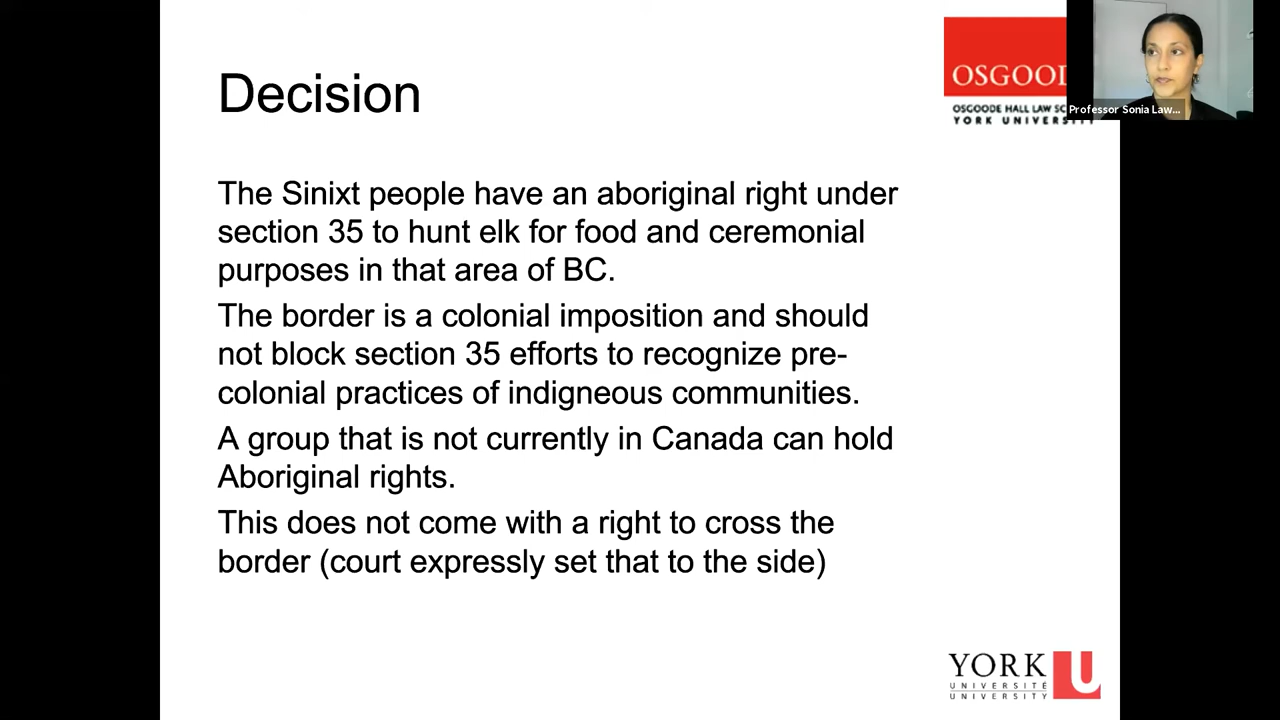 Decision
OSGOOD
OSGOODE HALL LAW SC
YORK UNIVERSITY
Professor Sonia Law...
The Sinixt people have an aboriginal right under
section 35 to hunt elk for food and ceremonial
purposes in that area of BC.
The border is a colonial imposition and should
not block section 35 efforts to recognize pre-
colonial practices of indigneous communities.
A group that is not currently in Canada can hold
Aboriginal rights.
This does not come with a right to cross the
border (court expressly set that to the side)
YORK U
UNIVERSITÉ
UNIVERSITY